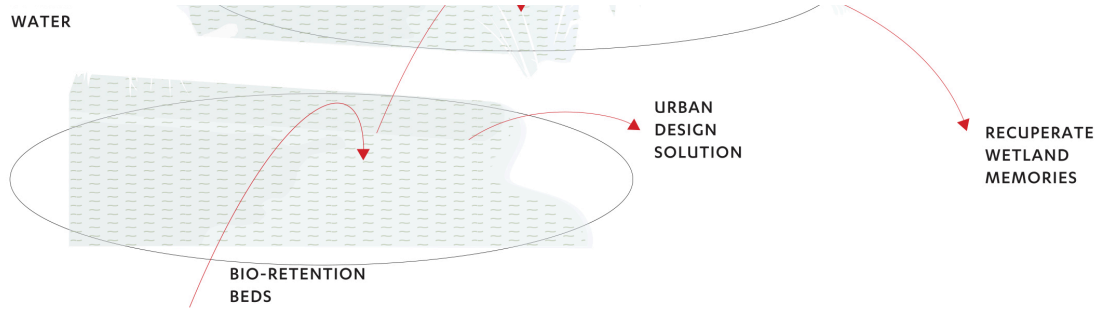 WATER
URBAN
DESIGN
SOLUTION
RECUPERATE
WETLAND
MEMORIES
BIO-RETENTION
BEDS